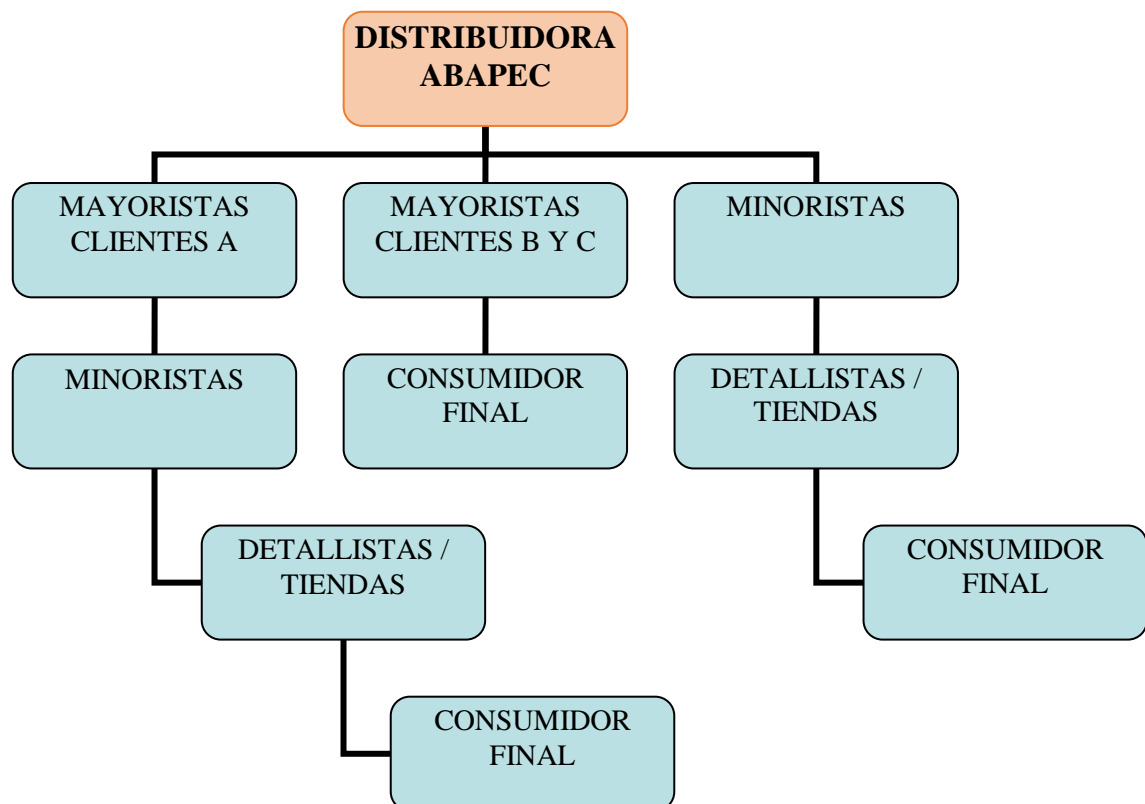 DISTRIBUIDORA
ABAPEC
MAYORISTAS
CLIENTES A
MAYORISTAS
CLIENTES B Y C
MINORISTAS
MINORISTAS
CONSUMIDOR
FINAL
DETALLISTAS /
TIENDAS
DETALLISTAS /
TIENDAS
CONSUMIDOR
FINAL
CONSUMIDOR
FINAL